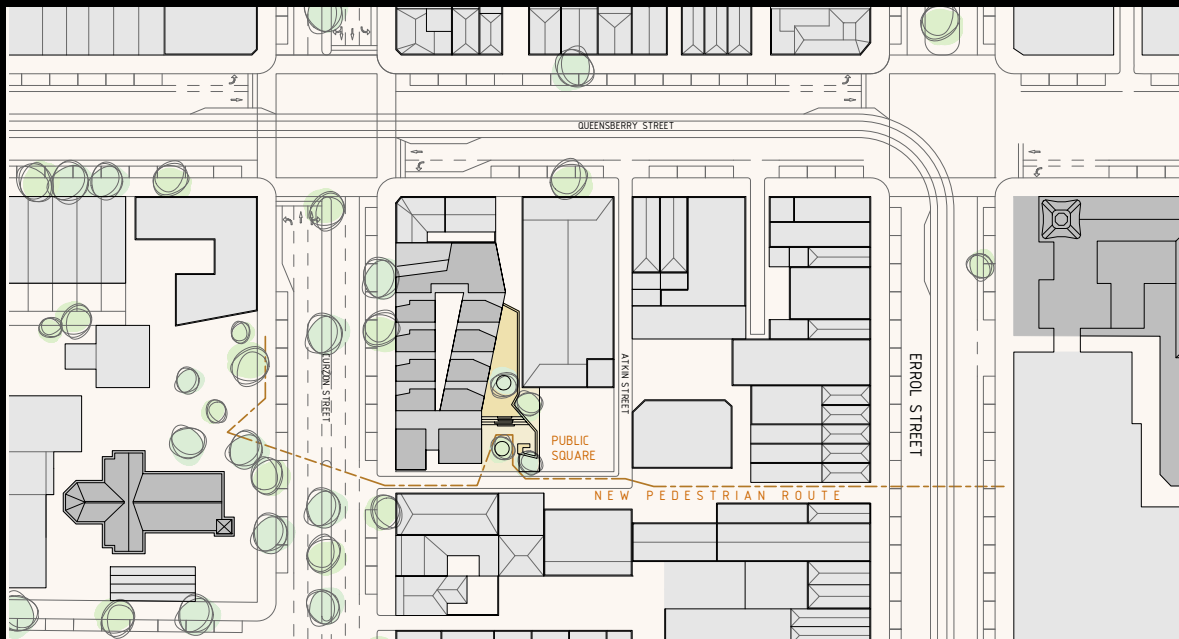 QUEENSBERRY STREET
CURZON STREET
ATKIN STREET
ERROL STREET
PUBLIC
SQUARE
NEW PEDESTRIAN ROUTE